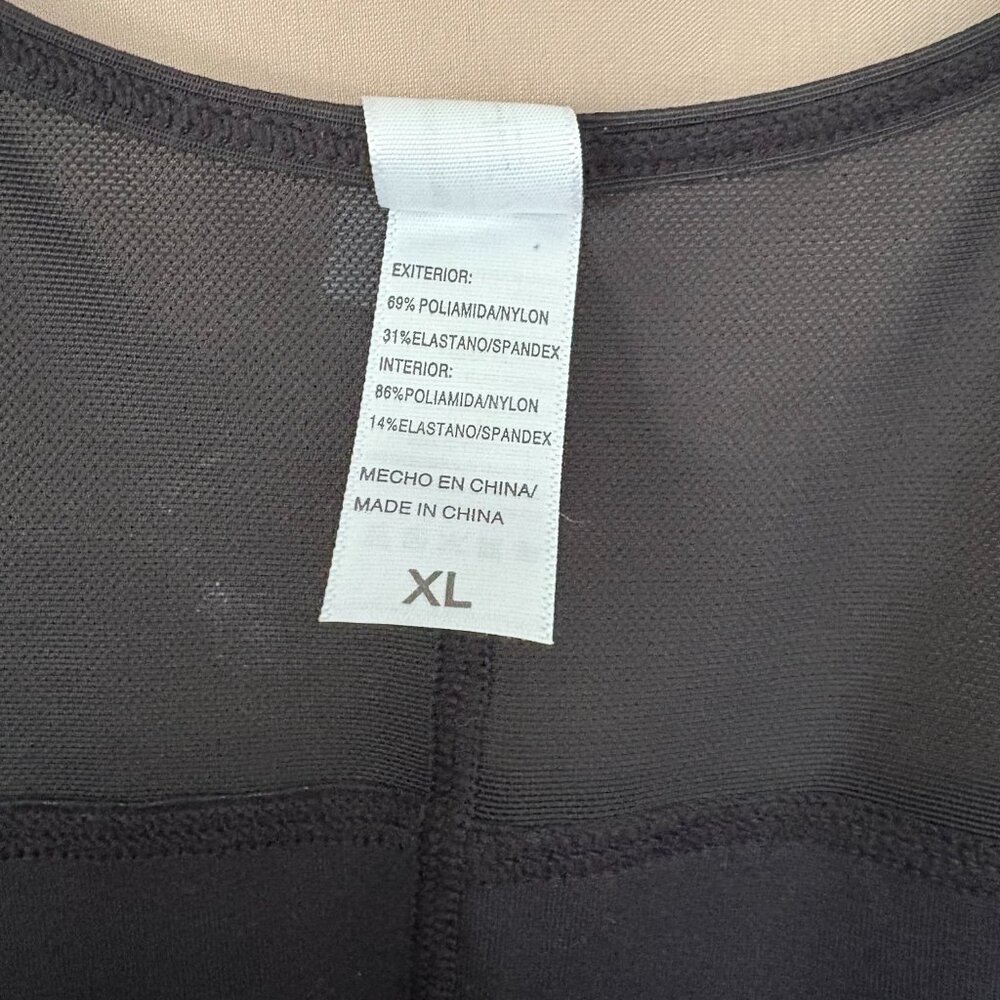 EXITERIOR:
69% POLIAMIDA/NYLON
31%ELASTANO/SPANDEX
INTERIOR:
86%POLIAMIDA/NYLON
14%ELASTANO/SPANDEX
MECHO EN CHINA/
MADE IN CHINA
XL